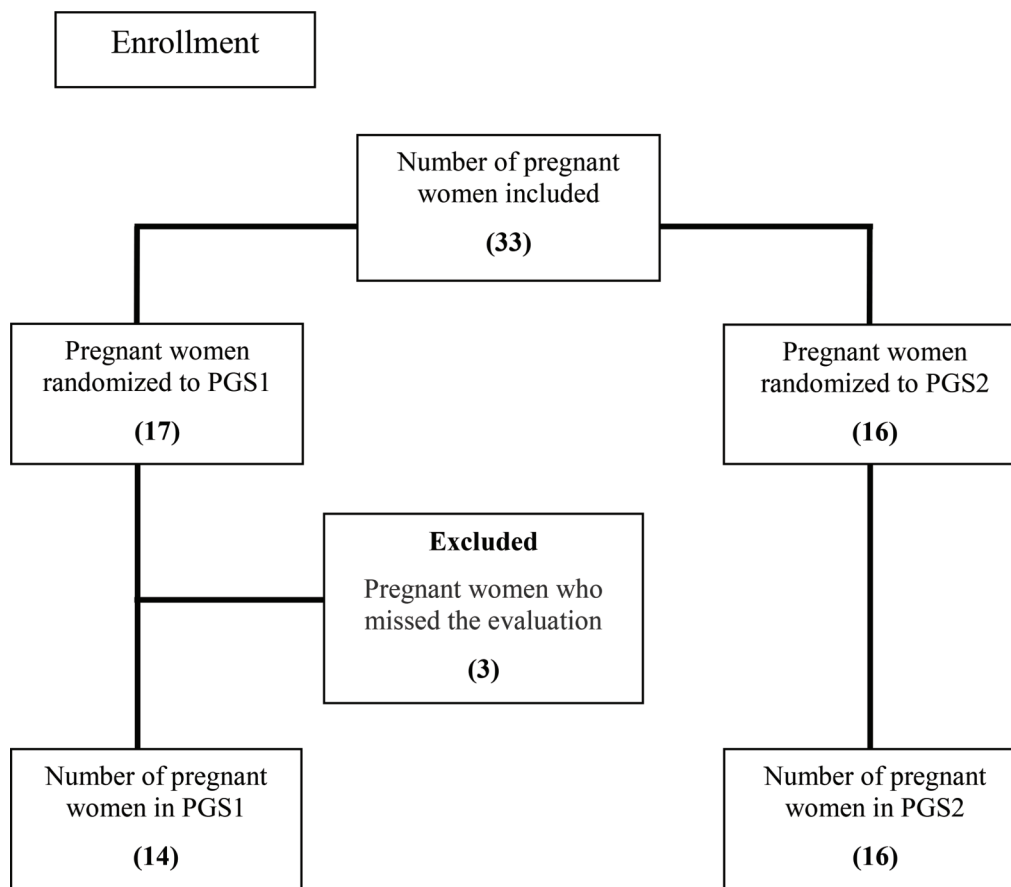 Enrollment
Number of pregnant
women included
(33)
Pregnant women
randomized to PGS1
(17)
Pregnant women
randomized to PGS2
(16)
Excluded
Pregnant women who
missed the evaluation
(3)
Number of pregnant
women in PGS1
(14)
Number of pregnant
women in PGS2
(16)